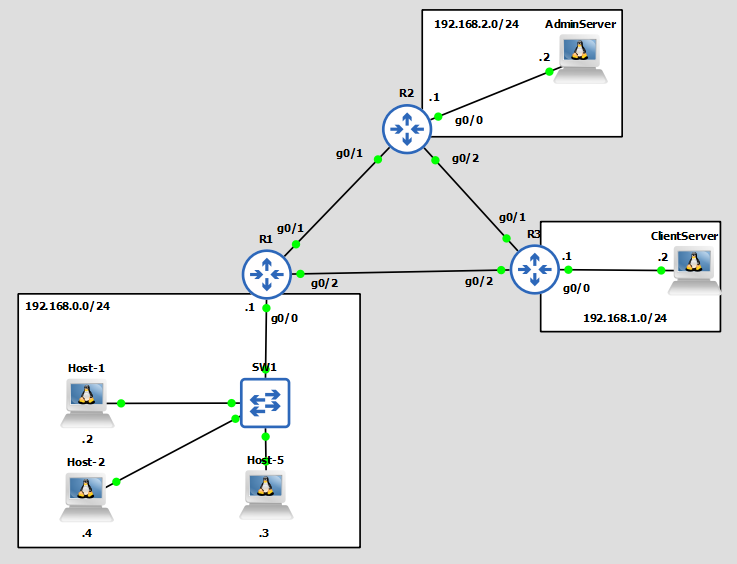 192.168.2.0/24
AdminServer
.2
R2
.1
g0/0
g0/1
g0/2
g0/1
g0/1
R1
R3
ClientServer
.1
.2
g0/2
g0/2
g0/0
192.168.0.0/24
.1
g0/0
192.168.1.0/24
SW1
Host-1
.2
Host-2
Host-5
.4
.3